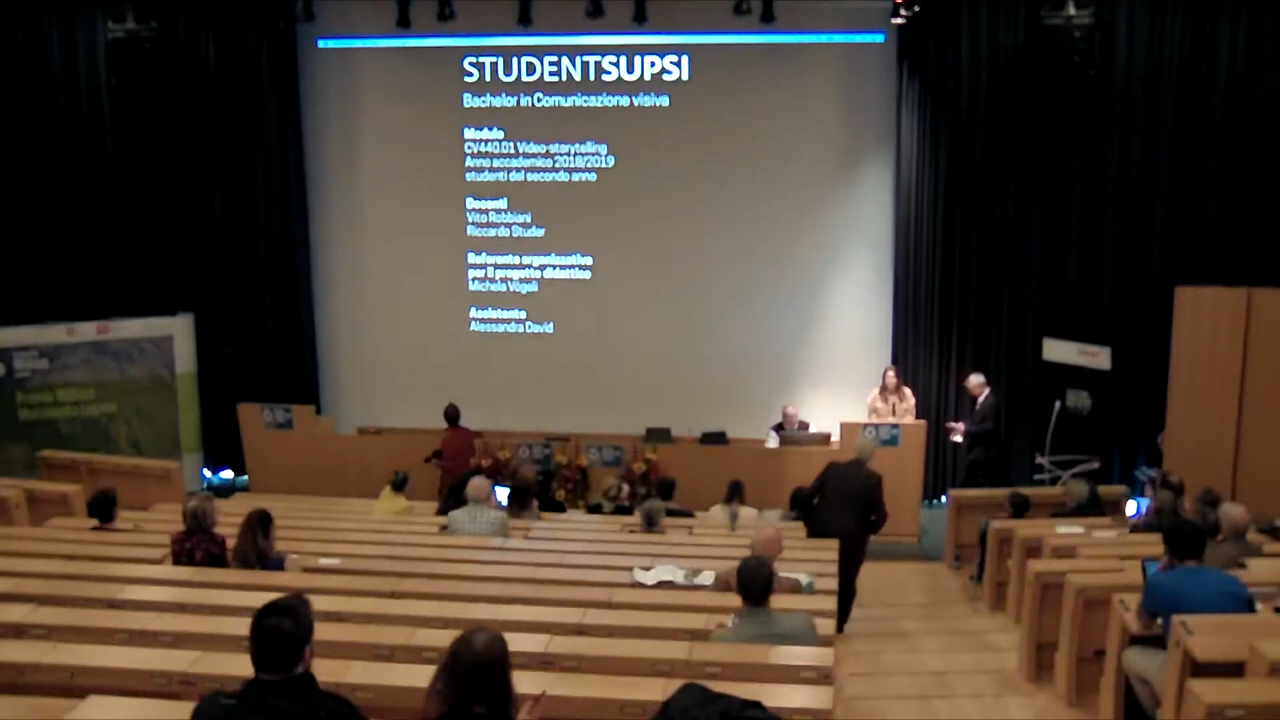 STUDENTSUPSI
Bachelor in Comunicazione visiva
Modulo
CV440.01 Video-storytelling
Anno accademico 2018/2019
studenti del secondo anno
Docenti
Vito Robbiani
Riccardo Studer
Referente organizzativo
per il progetto didattico
Michela Vögeli
Assistente
Alessandra David